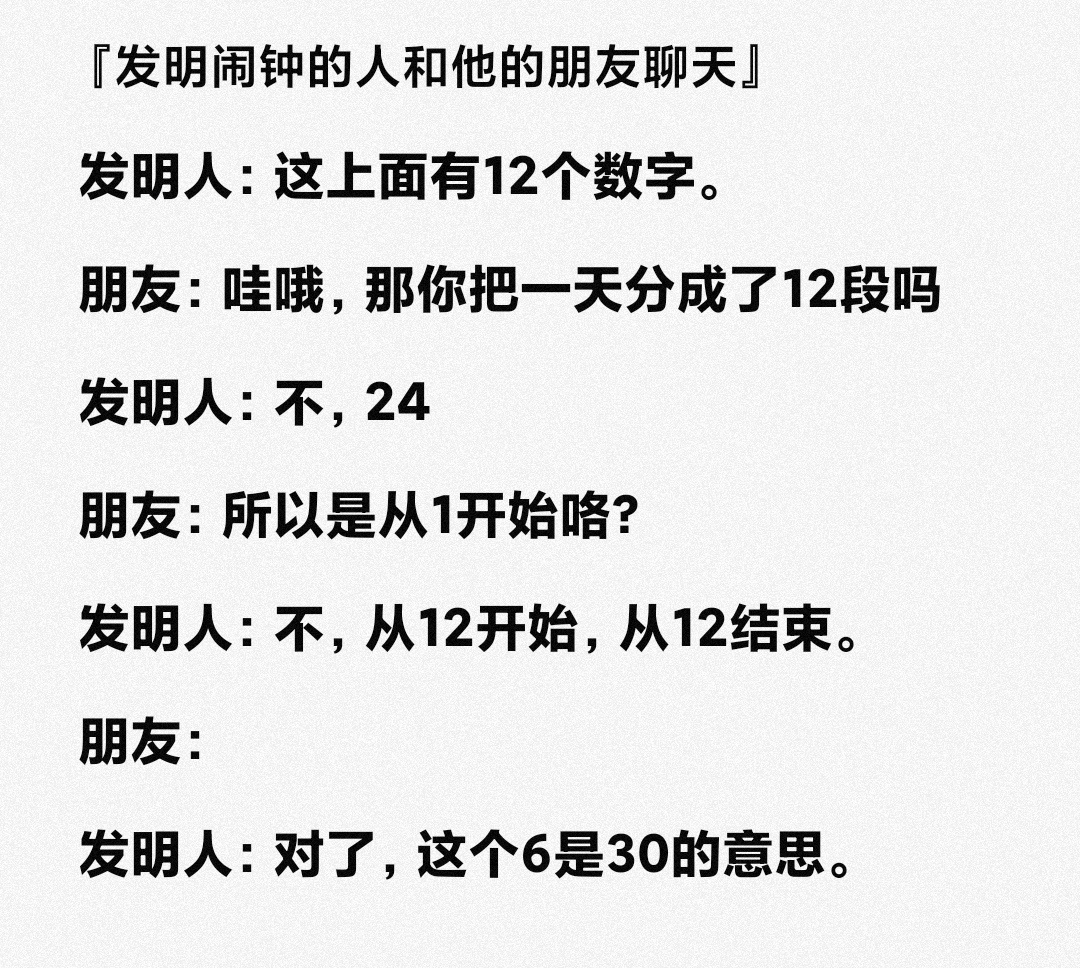 『发明闹钟的人和他的朋友聊天』
发明人：这上面有12个数字。
朋友：哇哦，那你把一天分成了12段吗
发明人：不，24
朋友：所以是从1开始咯？
发明人：不，从12开始，从12结束。
朋友：
发明人：对了，这个6是30的意思。